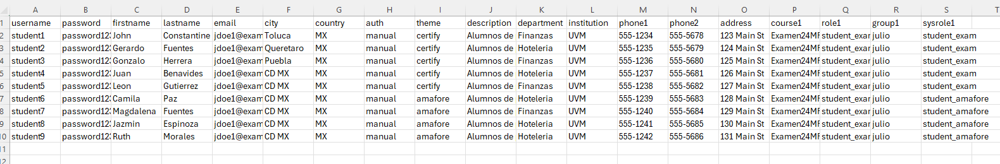 A B C D E F G H I J K L M N O P Q R S T
1 username password firstname lastname email city country auth theme description department institution phone1 phone2 address course1 role1 group1 sysrole1
2 student1 password123 John Constantine jdoe1@exam Toluca MX manual certify Alumnos de Finanzas UVM 555-1234 555-5678 123 Main St Examen24MF student_exar julio student_exam
3 student2 password123 Gerardo Fuentes jdoe1@exam Queretaro MX manual certify Alumnos de Hoteleria UVM 555-1235 555-5679 124 Main St Examen24MF student_exar julio student_exam
4 student3 password123 Gonzalo Herrera jdoe1@exam Puebla MX manual certify Alumnos de Finanzas UVM 555-1236 555-5680 125 Main St Examen24MF student_exar julio student_exam
5 student4 password123 Juan Benavides jdoe1@exam CD MX MX manual certify Alumnos de Hoteleria UVM 555-1237 555-5681 126 Main St Examen24MF student_exar julio student_exam
6 student5 password123 Leon Gutierrez jdoe1@exam CD MX MX manual certify Alumnos de Finanzas UVM 555-1238 555-5682 127 Main St Examen24MF student_exar julio student_exam
7 student6 password123 Camila Paz jdoe1@exam CD MX MX manual amafore Alumnos de Hoteleria UVM 555-1239 555-5683 128 Main St Examen24MF student_exar julio student_amafore
8 student7 password123 Magdalena Fuentes jdoe1@exam CD MX MX manual amafore Alumnos de Finanzas UVM 555-1240 555-5684 129 Main St Examen24MF student_exar julio student_amafore
9 student8 password123 Jazmin Espinoza jdoe1@exam CD MX MX manual amafore Alumnos de Hoteleria UVM 555-1241 555-5685 130 Main St Examen24MF student_exar julio student_amafore
10 student9 password123 Ruth Morales jdoe1@exam CD MX MX manual amafore Alumnos de Hoteleria UVM 555-1242 555-5686 131 Main St Examen24MF student_exar julio student_amafore
11
12